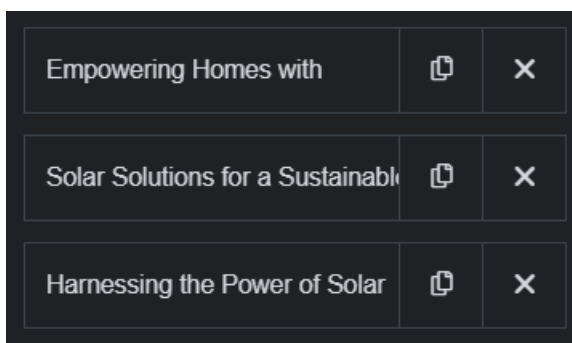 Empowering Homes with
Solar Solutions for a Sustainabl
Harnessing the Power of Solar